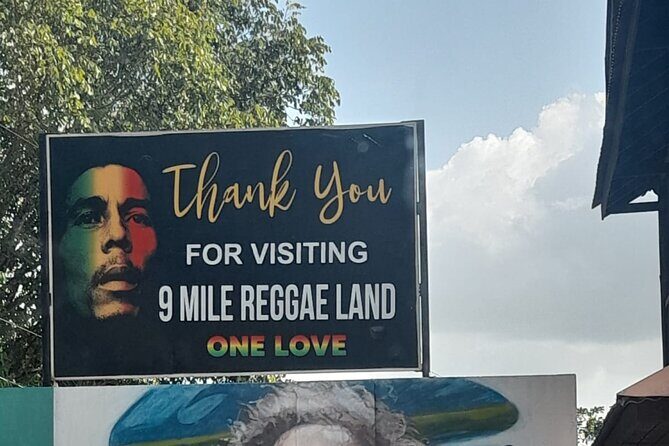 Thank You
FOR VISITING
9 MILE REGGAE LAND
ONE LOVE